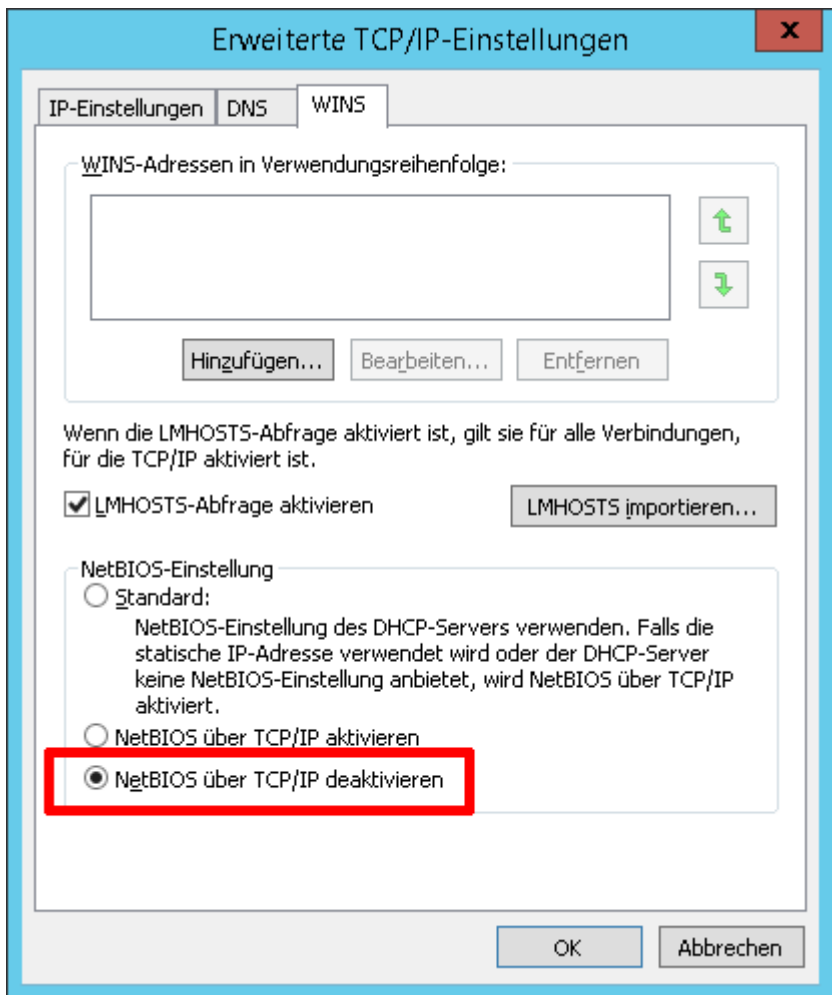 Erweiterte TCP/IP-Einstellungen
x
IP-Einstellungen
DNS
WINS
WINS-Adressen in Verwendungsreihenfolge:
Hinzufügen...
Bearbeiten...
Entfernen
Wenn die LMHOSTS-Abfrage aktiviert ist, gilt sie für alle Verbindungen,
für die TCP/IP aktiviert ist.
LMHOSTS-Abfrage aktivieren
LMHOSTS importieren...
NetBIOS-Einstellung
Standard:
NetBIOS-Einstellung des DHCP-Servers verwenden. Falls die
statische IP-Adresse verwendet wird oder der DHCP-Server
keine NetBIOS-Einstellung anbietet, wird NetBIOS über TCP/IP
aktiviert.
NetBIOS über TCP/IP aktivieren
NetBIOS über TCP/IP deaktivieren
OK
Abbrechen